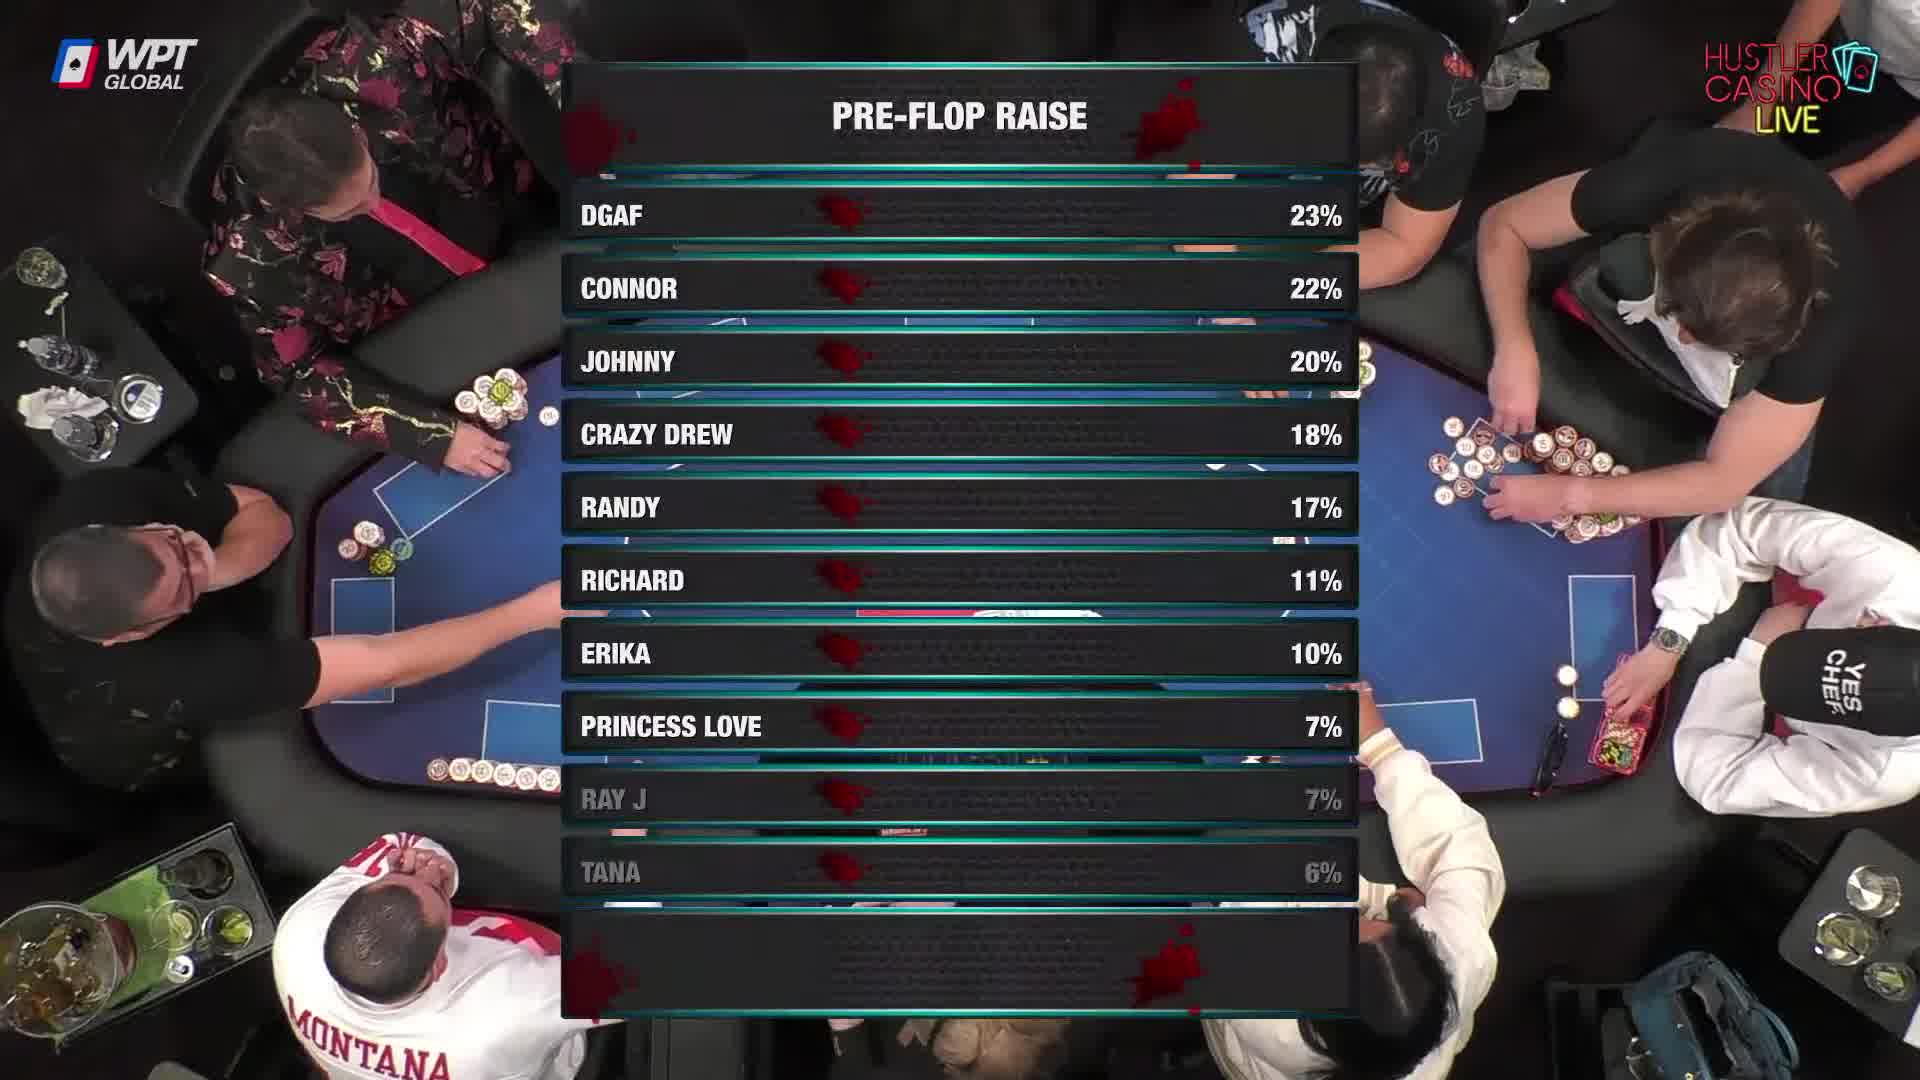 WPT
GLOBAL
HUSTLER
CASINO
LIVE
PRE-FLOP RAISE
DGAF 23%
CONNOR 22%
JOHNNY 20%
CRAZY DREW 18%
RANDY 17%
RICHARD 11%
ERIKA 10%
PRINCESS LOVE 7%
RAY J 7%
TANA 6%
YES
CHEF
MONTANA